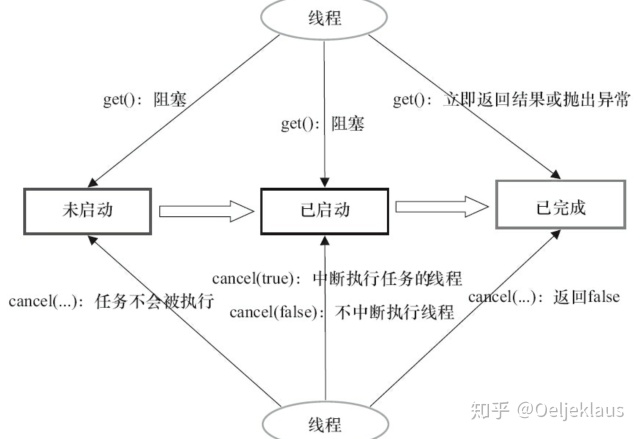 线程
get()：阻塞
get()：阻塞
get()：立即返回结果或抛出异常
未启动
已启动
已完成
cancel(true)：中断执行任务的线程
cancel(...)：任务不会被执行
cancel(false)：不中断执行线程
cancel(...)：返回false
线程
知乎 @Oeljeklaus